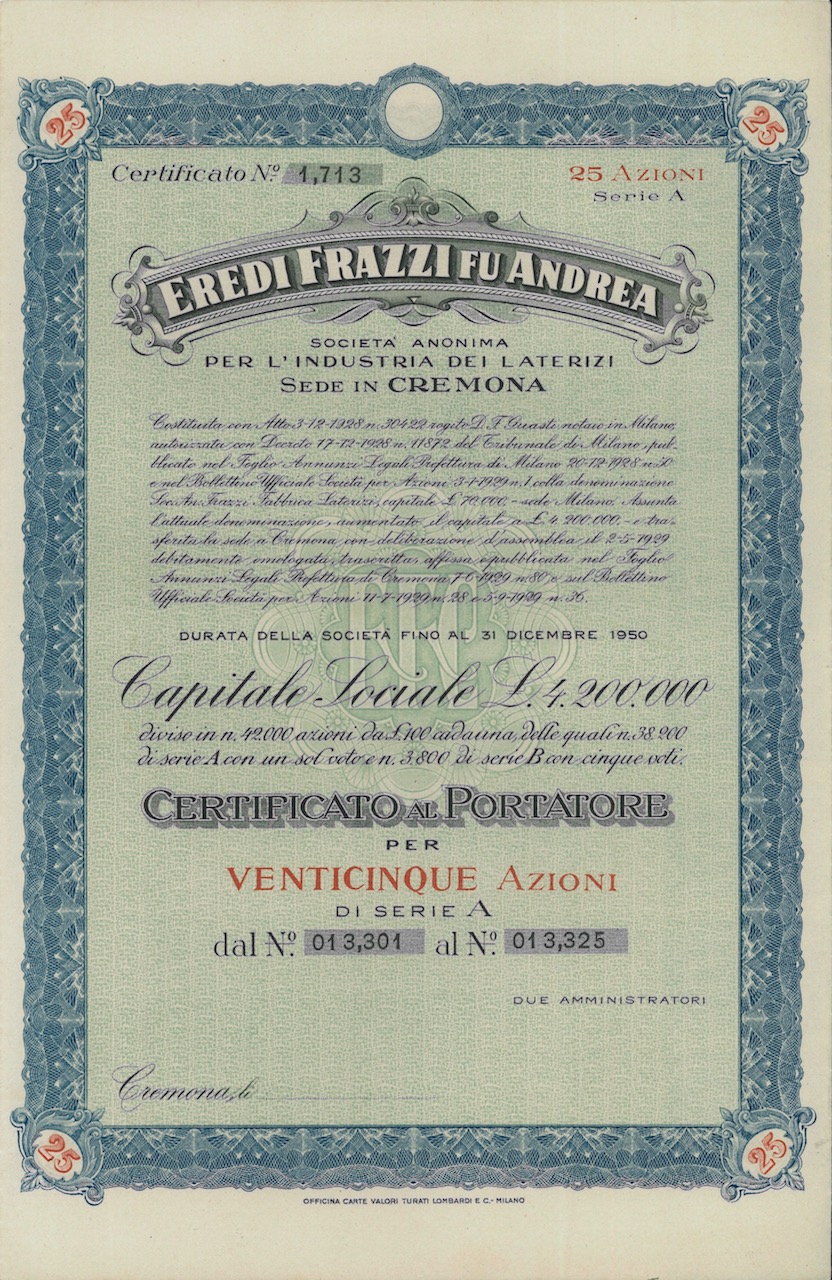 25
25
Certificato Nº 1,713
25 AZIONI
Serie A
EREDI FRAZZI FU ANDREA
SOCIETA' ANONIMA
PER L'INDUSTRIA DEI LATERIZI
SEDE IN CREMONA
Costituita con Atto 3-12-1928 n. 30422 rogito D. F. Guasti, notaio in Milano,
autorizzata con Decreto 17-12-1928 n. 11872 del Tribunale di Milano, pub-
blicato nel Foglio Annunzi Legali Prefettura di Milano 20-12-1928 n. 50
e nel Bollettino Ufficiale Società per Azioni 3-1-1929 n. 1 colla denominazione
Soc. An. Frazzi Fabbrica Laterizi, capitale £ 70.000.- sede Milano. Assunta
l'attuale denominazione, aumentato il capitale a £. 4.200.000.- e tra-
sferita la sede a Cremona con deliberazione d'assemblea il 2-5-1929
debitamente omologata, trascritta, affissa e pubblicata nel Foglio
Annunzi Legali Prefettura di Cremona 7-6-1929 n. 80 e sul Bollettino
Ufficiale Società per Azioni 11-7-1929 n. 28 e 5-9-1929 n. 36.
DURATA DELLA SOCIETÀ FINO AL 31 DICEMBRE 1950
Capitale Sociale £. 4.200.000
diviso in n. 42.000 azioni da £. 100 cadauna, delle quali n. 38.200
di serie A con un sol voto e n. 3.800 di serie B con cinque voti.
CERTIFICATO AL PORTATORE
PER
VENTICINQUE AZIONI
DI SERIE A
dal Nº. 013,301 al Nº. 013,325
DUE AMMINISTRATORI
Cremona, li
25
25
OFFICINA CARTE VALORI TURATI LOMBARDI E C.- MILANO